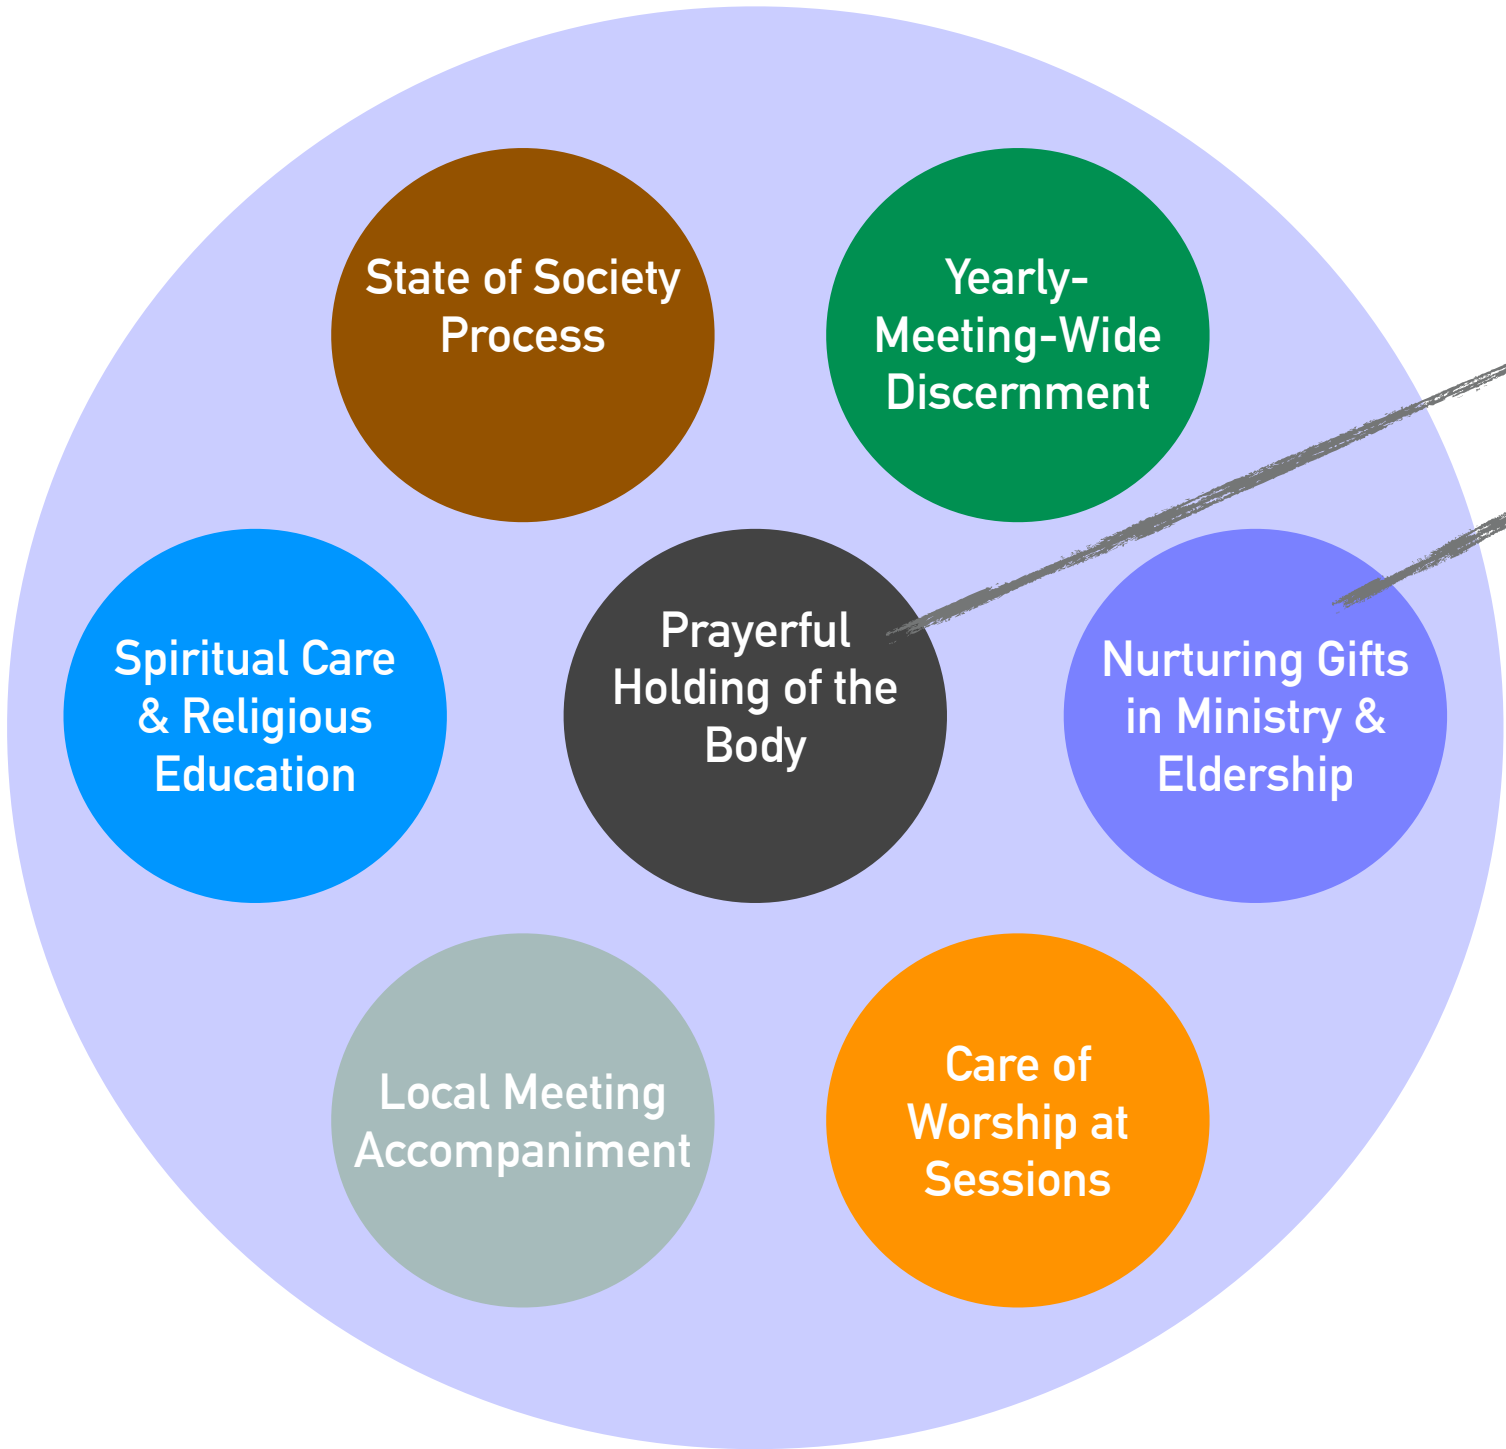 State of Society
Process
Yearly-
Meeting-Wide
Discernment
Spiritual Care
& Religious
Education
Prayerful
Holding of the
Body
Nurturing Gifts
in Ministry &
Eldership
Local Meeting
Accompaniment
Care of
Worship at
Sessions